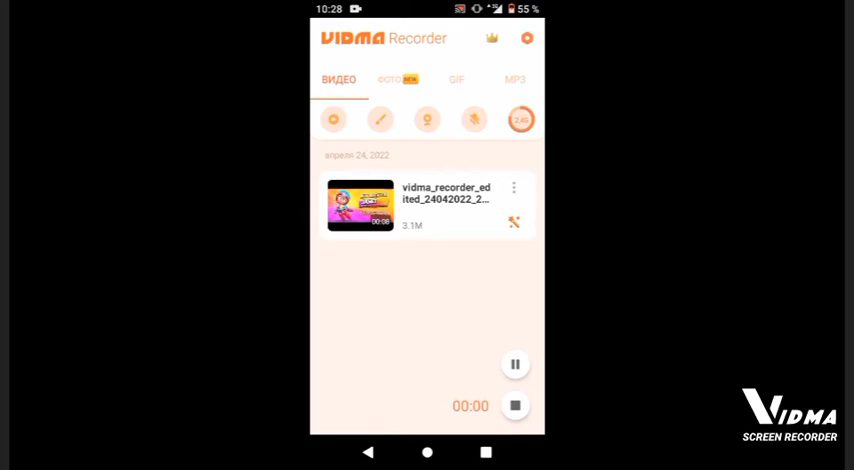 10:28
3G
55 %
VIDMA Recorder
ВИДЕО
ФОТО NEW
GIF
MP3
апреля 24, 2022
vidma_recorder_ed
ited_24042022_2...
00:08
3.1M
00:00
VIDMA
SCREEN RECORDER